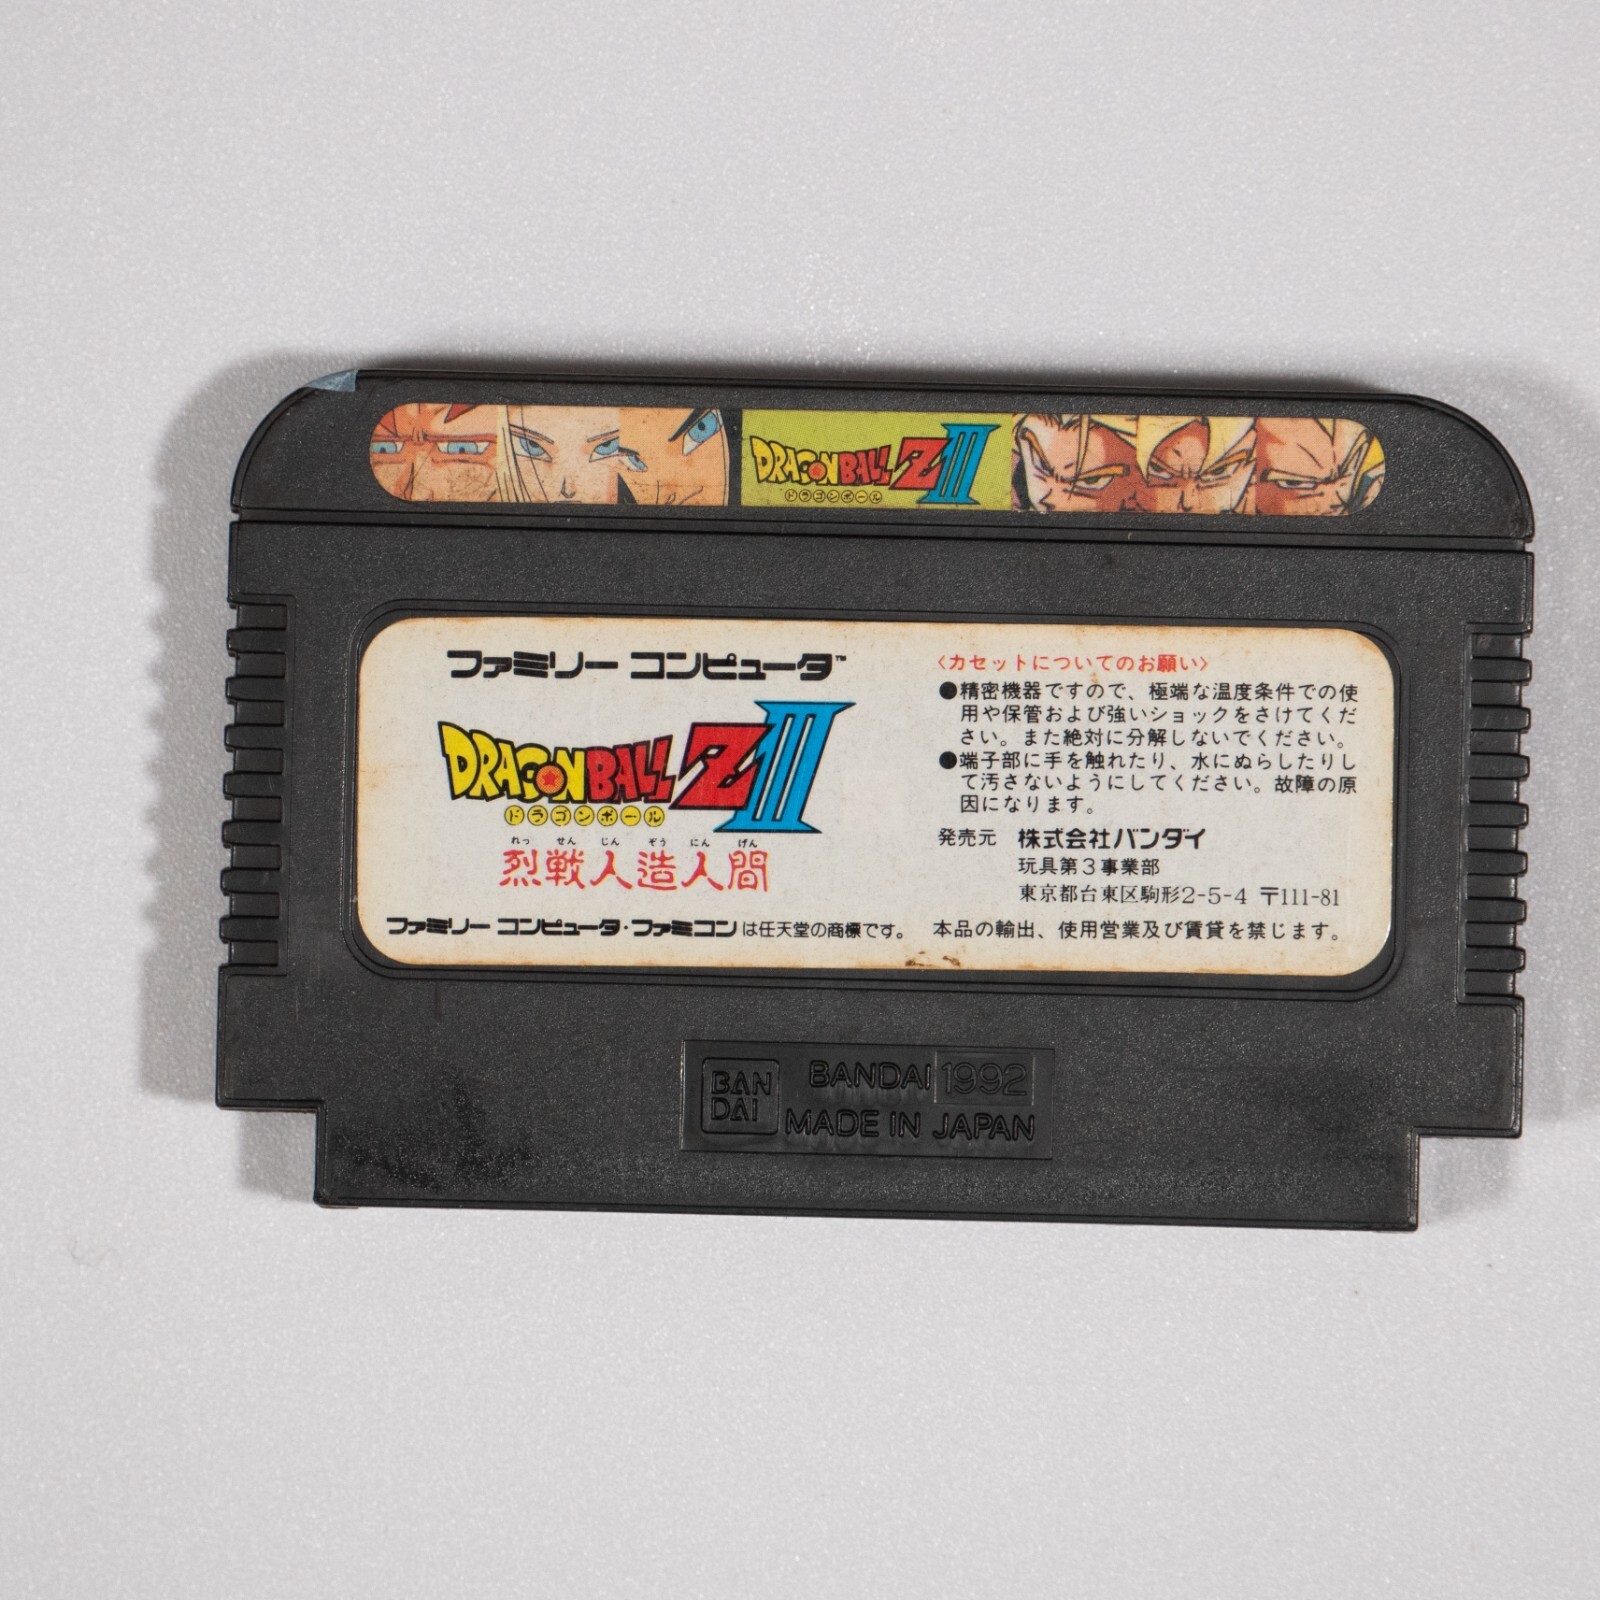 DRAGON BALL Z III
ドラゴンボール
ファミリー コンピュータ™
DRAGON BALL Z III
ドラゴンボール
れっ せん じん ぞう にん げん
烈戦人造人間
〈カセットについてのお願い〉
●精密機器ですので、極端な温度条件での使
用や保管および強いショックをさけてくだ
さい。また絶対に分解しないでください。
●端子部に手を触れたり、水にぬらしたりし
て汚さないようにしてください。故障の原
因になります。
発売元 株式会社バンダイ
玩具第3事業部
東京都台東区駒形2-5-4 〒111-81
ファミリー コンピュータ・ファミコンは任天堂の商標です。
本品の輸出、使用営業及び賃貸を禁じます。
BAN
DAI
BANDAI 1992
MADE IN JAPAN